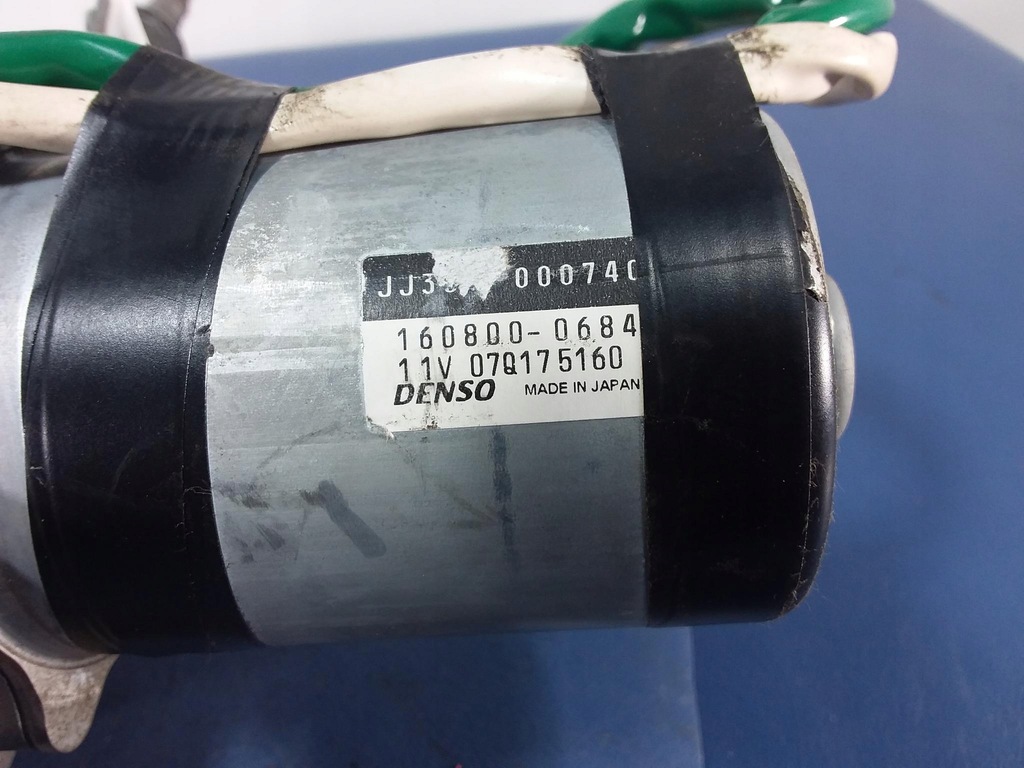 000740
160800-0684
11V 07Q175160
DENSO MADE IN JAPAN